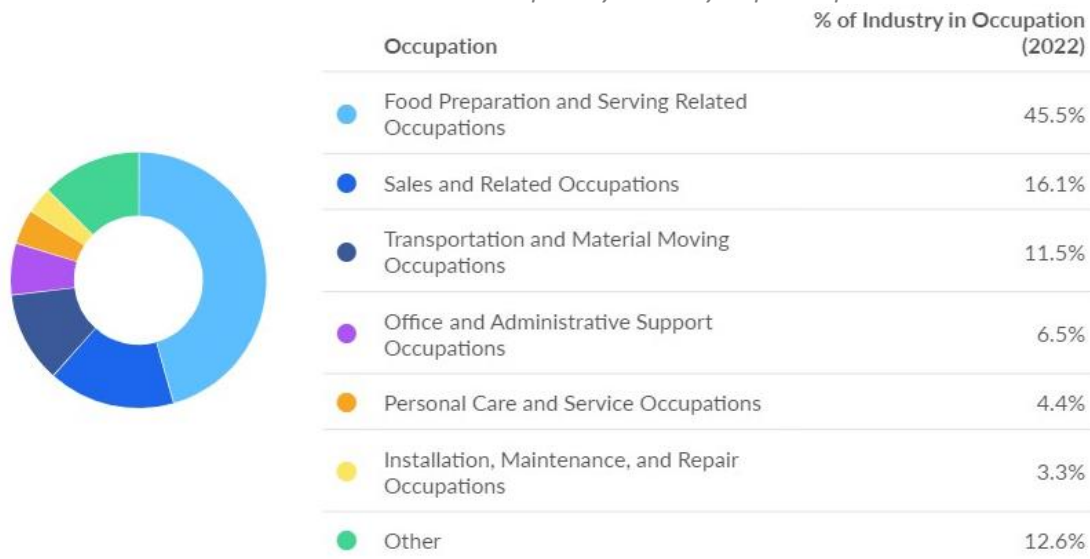 % of Industry in Occupation
Occupation (2022)
Food Preparation and Serving Related
Occupations 45.5%
Sales and Related Occupations 16.1%
Transportation and Material Moving
Occupations 11.5%
Office and Administrative Support
Occupations 6.5%
Personal Care and Service Occupations 4.4%
Installation, Maintenance, and Repair
Occupations 3.3%
Other 12.6%